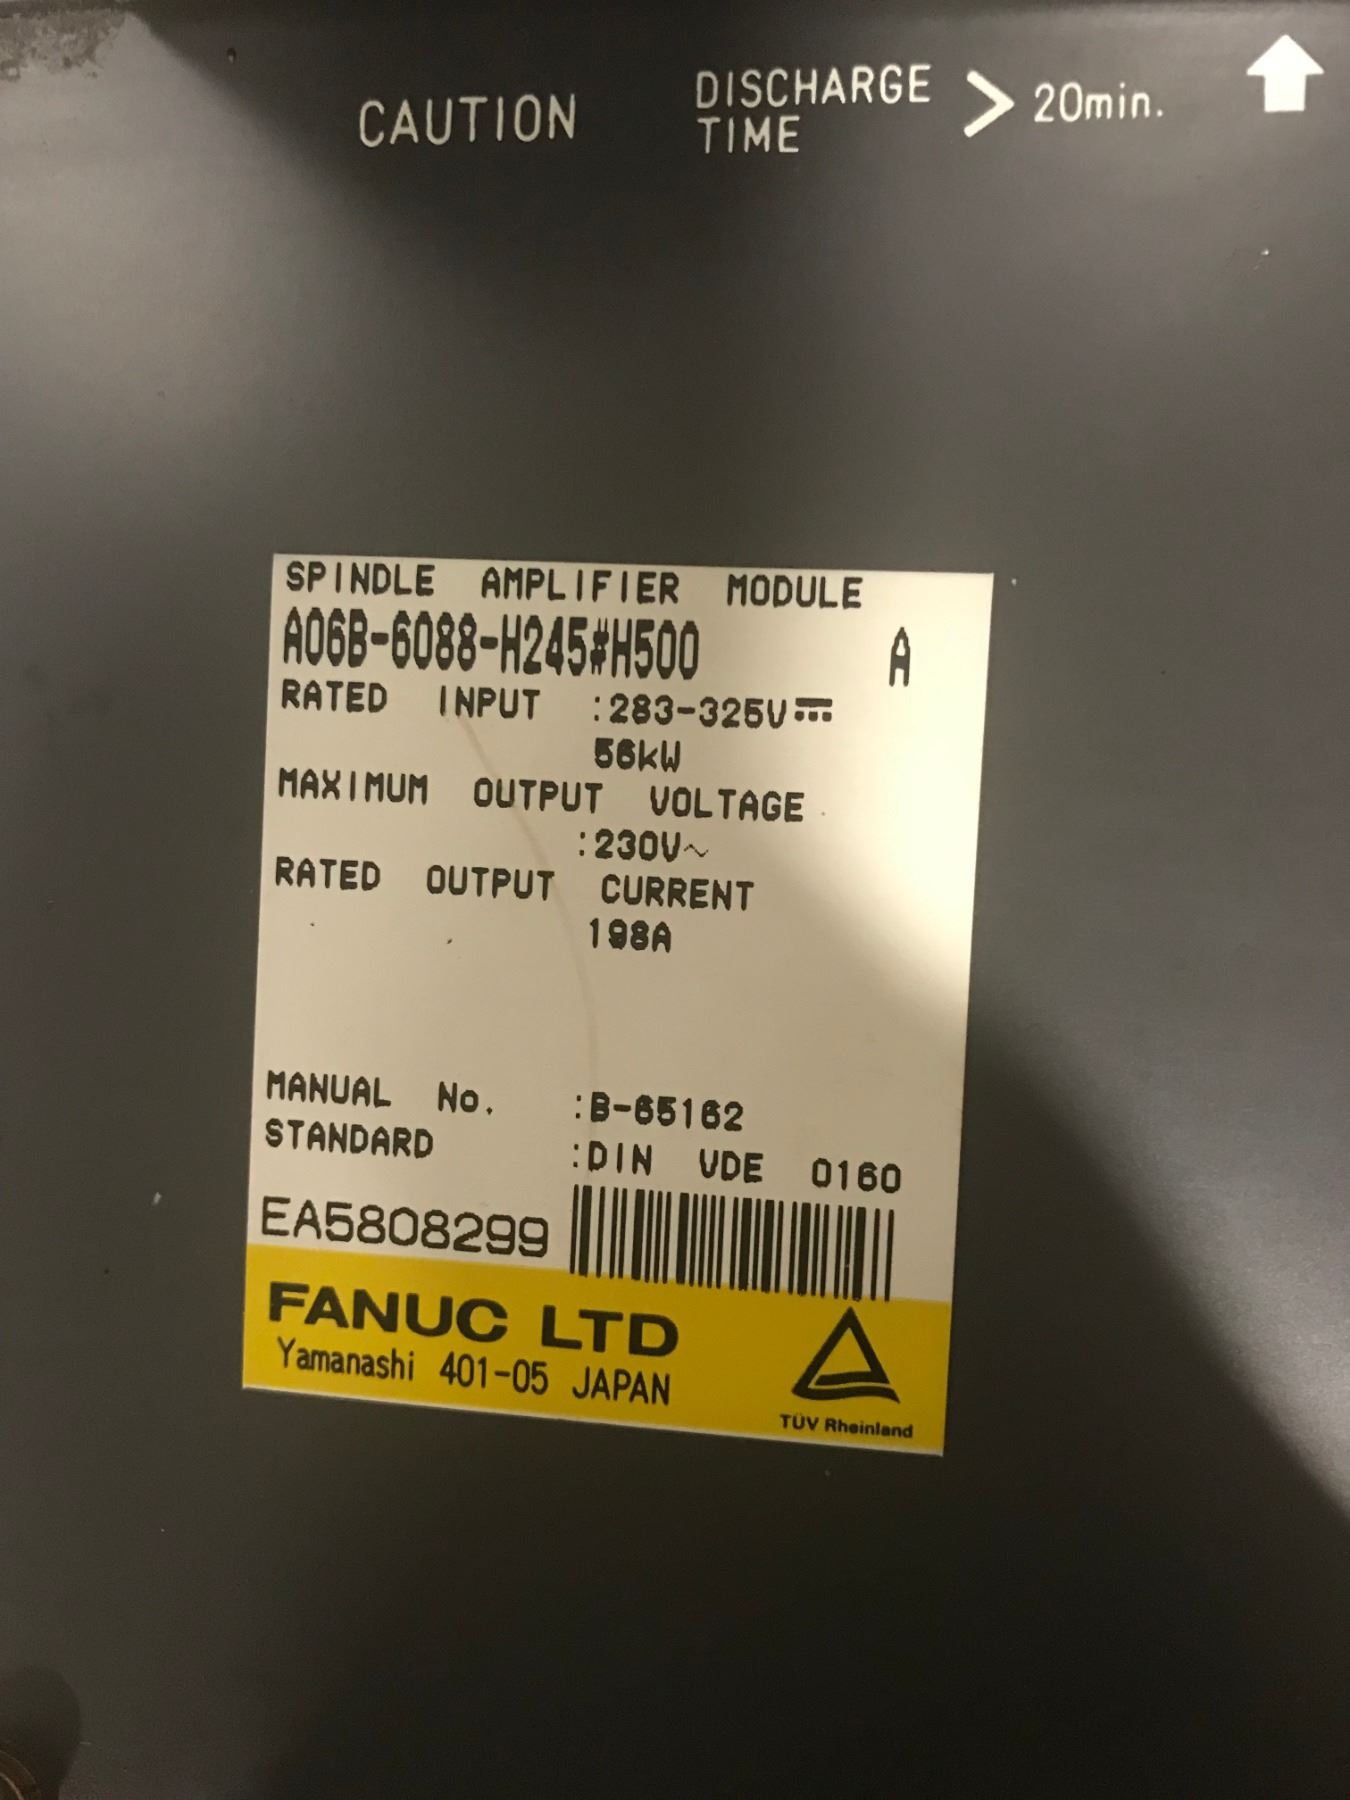 CAUTION
DISCHARGE
TIME
> 20min.
SPINDLE AMPLIFIER MODULE
A06B-6088-H245#H500 A
RATED INPUT :283-325V⎓
56kW
MAXIMUM OUTPUT VOLTAGE
:230V~
RATED OUTPUT CURRENT
198A
MANUAL No. :B-65162
STANDARD :DIN VDE 0160
EA5808299
FANUC LTD
Yamanashi 401-05 JAPAN
TÜV Rheinland